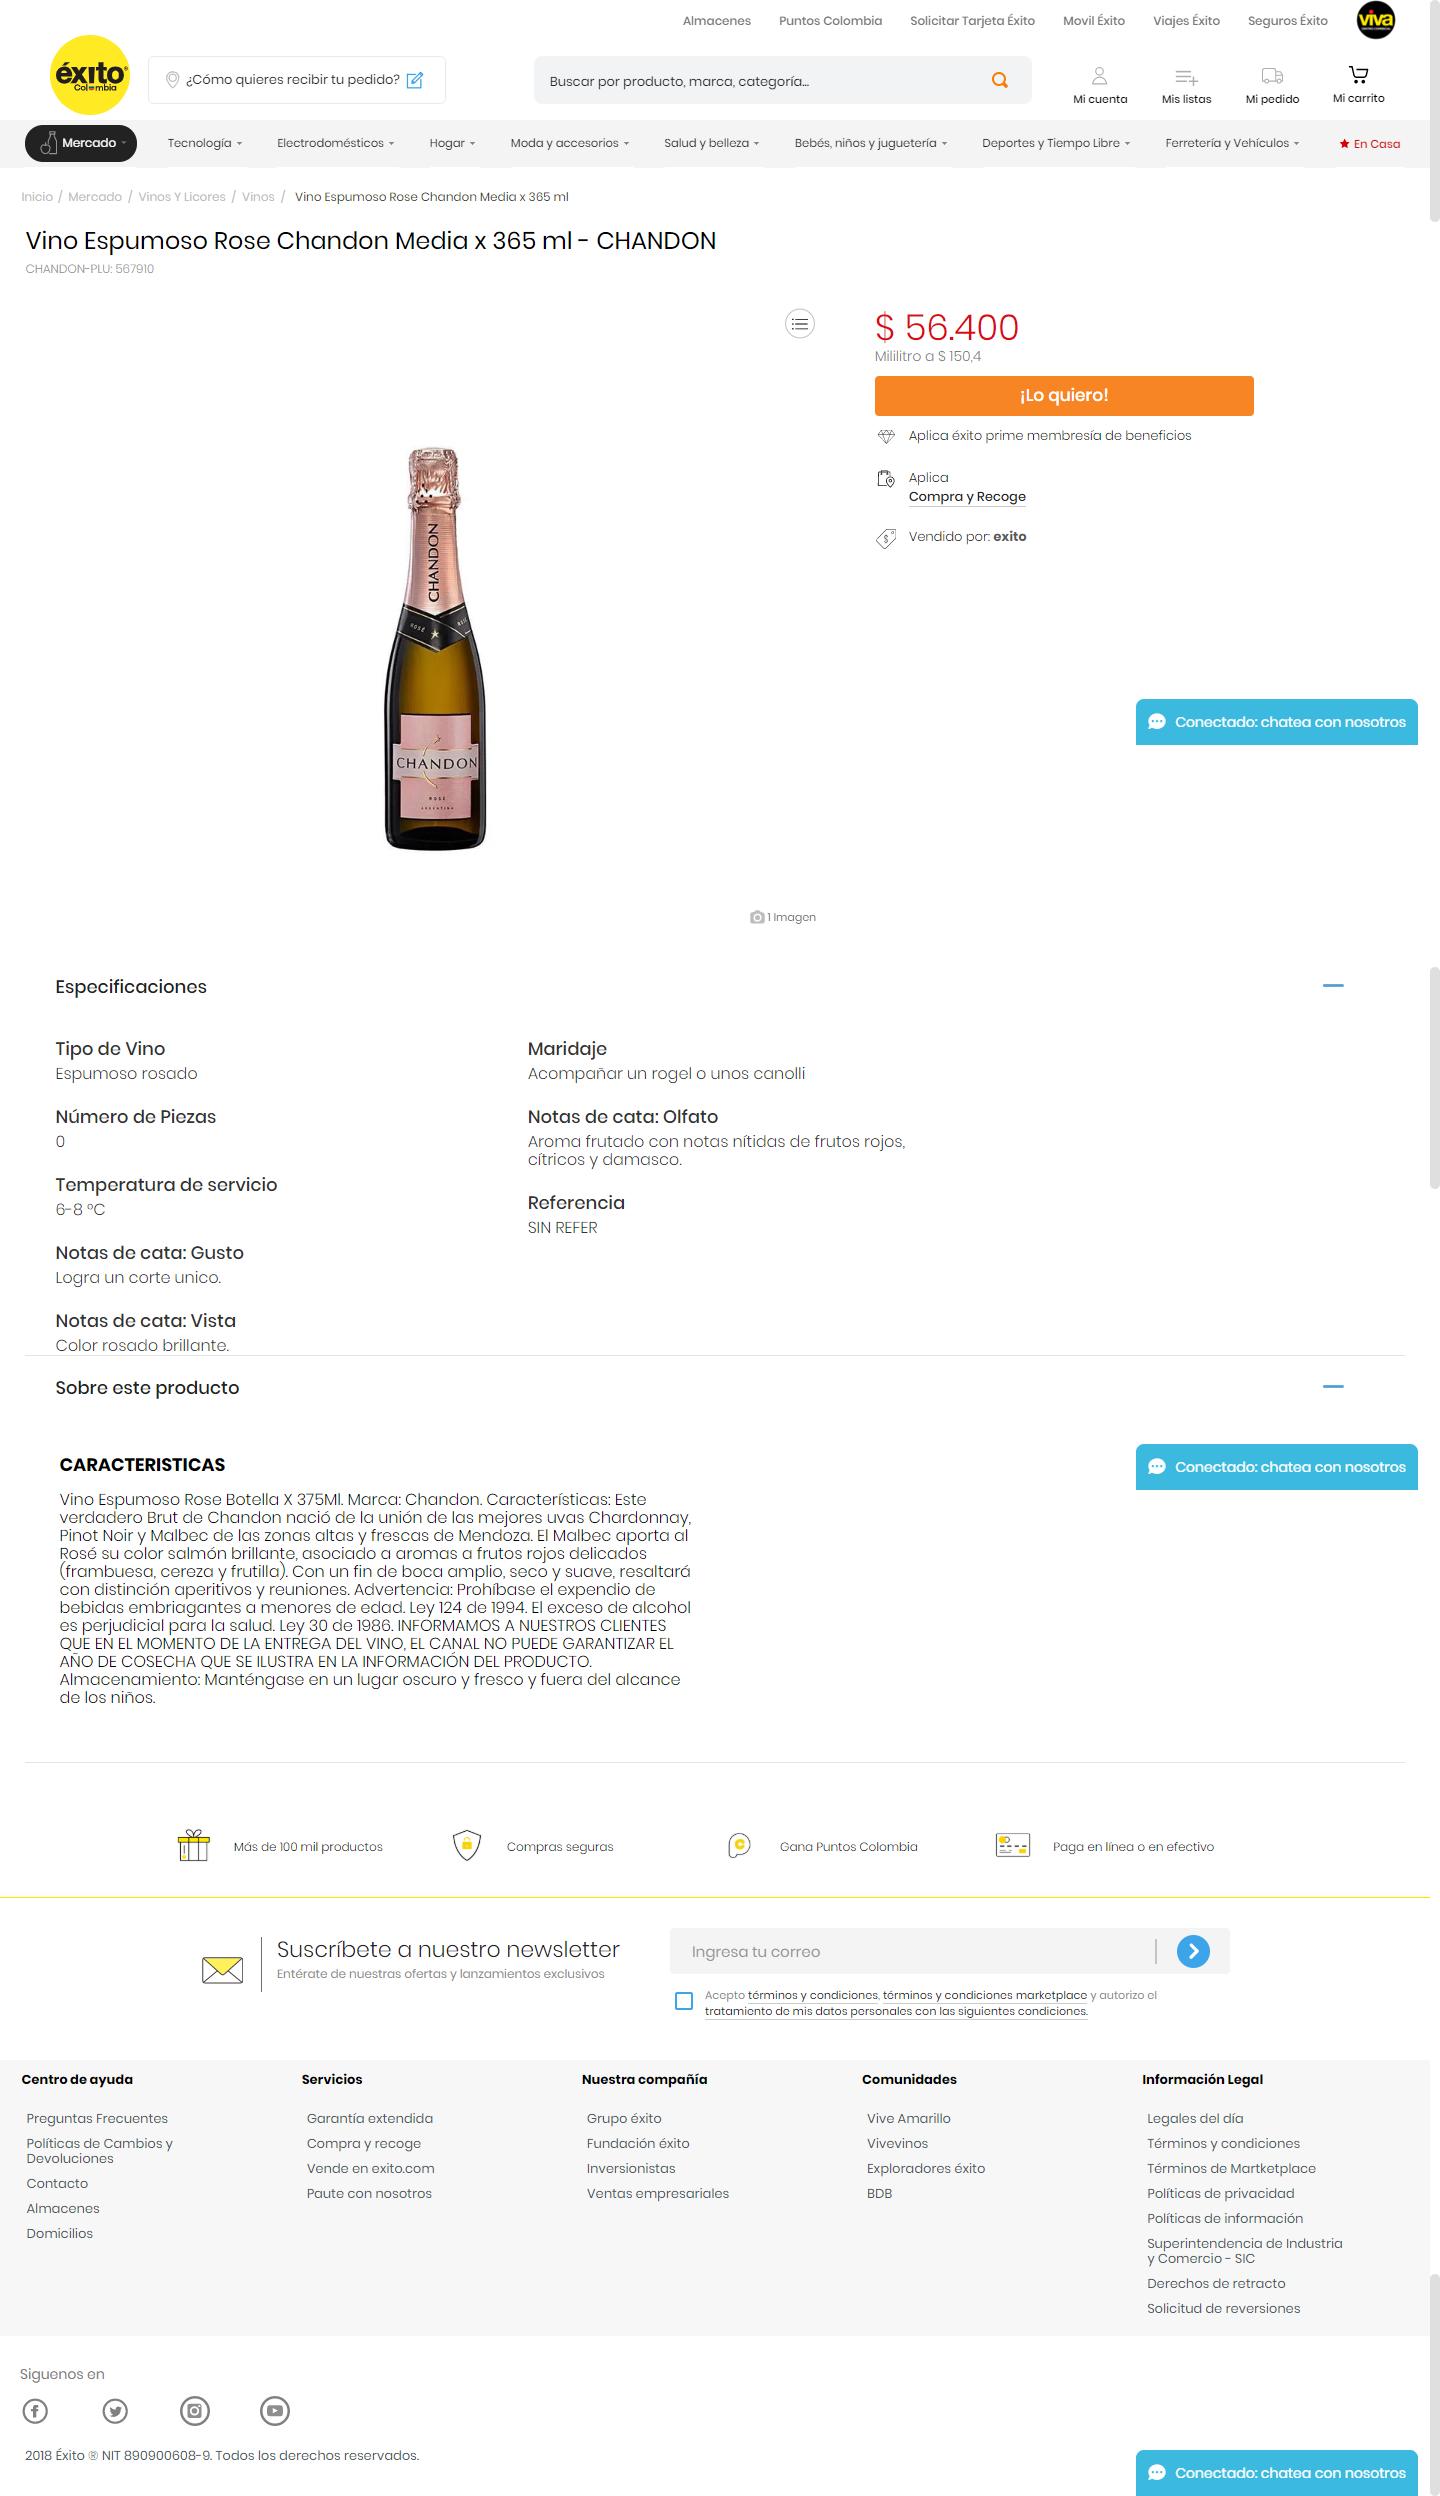 Almacenes Puntos Colombia Solicitar Tarjeta Éxito Movil Éxito Viajes Éxito Seguros Éxito viva
éxito
Colombia
¿Cómo quieres recibir tu pedido?
Buscar por producto, marca, categoría...
Mi cuenta Mis listas Mi pedido Mi carrito
Mercado Tecnología Electrodomésticos Hogar Moda y accesorios Salud y belleza Bebés, niños y juguetería Deportes y Tiempo Libre Ferretería y Vehículos En Casa
Inicio / Mercado / Vinos Y Licores / Vinos / Vino Espumoso Rose Chandon Media x 365 ml
Vino Espumoso Rose Chandon Media x 365 ml - CHANDON
CHANDON-PLU: 567910
$ 56.400
Mililitro a $ 150,4
¡Lo quiero!
Aplica éxito prime membresía de beneficios
Aplica
Compra y Recoge
Vendido por: exito
CHANDON
ROSÉ
CHANDON
ROSÉ
ARGENTINA
Conectado: chatea con nosotros
1 Imagen
Especificaciones
Tipo de Vino
Espumoso rosado
Número de Piezas
0
Temperatura de servicio
6-8 °C
Notas de cata: Gusto
Logra un corte unico.
Notas de cata: Vista
Color rosado brillante.
Maridaje
Acompañar un rogel o unos canolli
Notas de cata: Olfato
Aroma frutado con notas nítidas de frutos rojos,
cítricos y damasco.
Referencia
SIN REFER
Sobre este producto
CARACTERISTICAS
Vino Espumoso Rose Botella X 375Ml. Marca: Chandon. Características: Este
verdadero Brut de Chandon nació de la unión de las mejores uvas Chardonnay,
Pinot Noir y Malbec de las zonas altas y frescas de Mendoza. El Malbec aporta al
Rosé su color salmón brillante, asociado a aromas a frutos rojos delicados
(frambuesa, cereza y frutilla). Con un fin de boca amplio, seco y suave, resaltará
con distinción aperitivos y reuniones. Advertencia: Prohíbase el expendio de
bebidas embriagantes a menores de edad. Ley 124 de 1994. El exceso de alcohol
es perjudicial para la salud. Ley 30 de 1986. INFORMAMOS A NUESTROS CLIENTES
QUE EN EL MOMENTO DE LA ENTREGA DEL VINO, EL CANAL NO PUEDE GARANTIZAR EL
AÑO DE COSECHA QUE SE ILUSTRA EN LA INFORMACIÓN DEL PRODUCTO.
Almacenamiento: Manténgase en un lugar oscuro y fresco y fuera del alcance
de los niños.
Conectado: chatea con nosotros
Más de 100 mil productos Compras seguras Gana Puntos Colombia Paga en línea o en efectivo
Suscríbete a nuestro newsletter
Entérate de nuestras ofertas y lanzamientos exclusivos
Ingresa tu correo
Acepto términos y condiciones, términos y condiciones marketplace y autorizo el
tratamiento de mis datos personales con las siguientes condiciones.
Centro de ayuda
Preguntas Frecuentes
Políticas de Cambios y
Devoluciones
Contacto
Almacenes
Domicilios
Servicios
Garantía extendida
Compra y recoge
Vende en exito.com
Paute con nosotros
Nuestra compañía
Grupo éxito
Fundación éxito
Inversionistas
Ventas empresariales
Comunidades
Vive Amarillo
Vivevinos
Exploradores éxito
BDB
Información Legal
Legales del día
Términos y condiciones
Términos de Martketplace
Políticas de privacidad
Políticas de información
Superintendencia de Industria
y Comercio - SIC
Derechos de retracto
Solicitud de reversiones
Siguenos en
2018 Éxito ® NIT 890900608-9. Todos los derechos reservados.
Conectado: chatea con nosotros